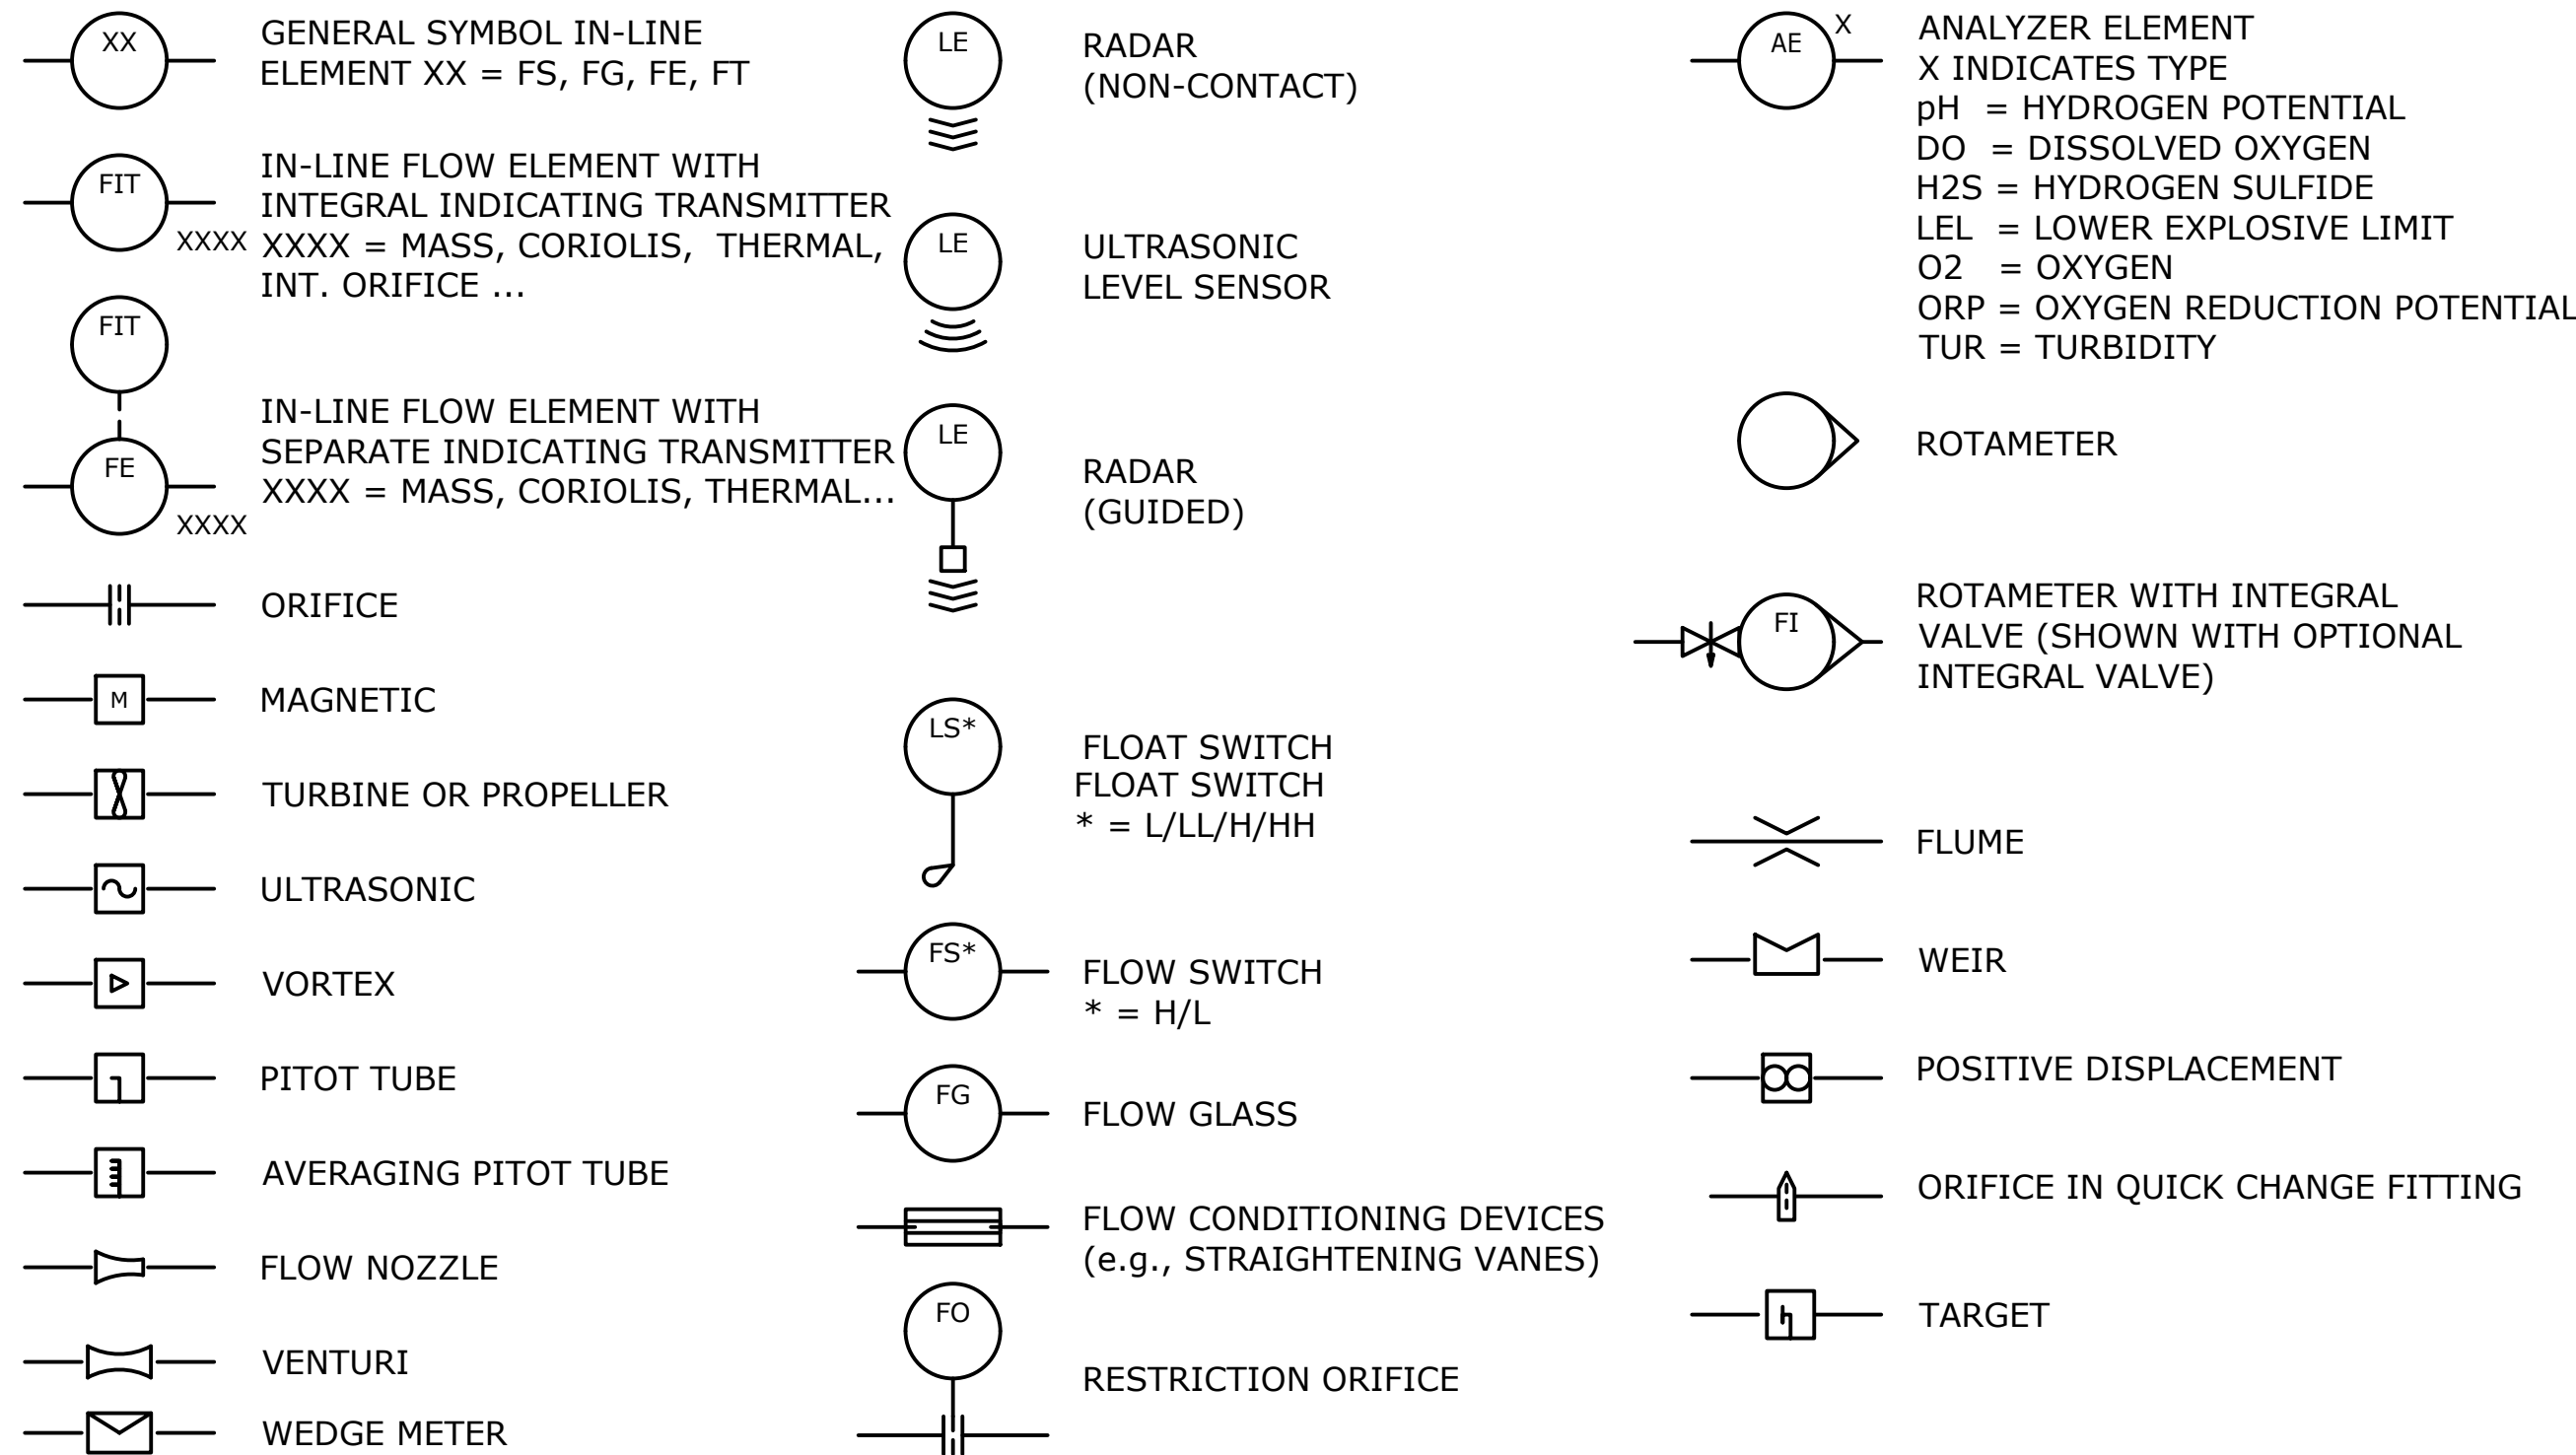 XX
GENERAL SYMBOL IN-LINE
ELEMENT XX = FS, FG, FE, FT
FIT
XXXX
IN-LINE FLOW ELEMENT WITH
INTEGRAL INDICATING TRANSMITTER
XXXX = MASS, CORIOLIS, THERMAL,
INT. ORIFICE ...
FIT
FE
XXXX
IN-LINE FLOW ELEMENT WITH
SEPARATE INDICATING TRANSMITTER
XXXX = MASS, CORIOLIS, THERMAL...
ORIFICE
M
MAGNETIC
TURBINE OR PROPELLER
ULTRASONIC
VORTEX
PITOT TUBE
AVERAGING PITOT TUBE
FLOW NOZZLE
VENTURI
WEDGE METER
LE
RADAR
(NON-CONTACT)
LE
ULTRASONIC
LEVEL SENSOR
LE
RADAR
(GUIDED)
LS*
FLOAT SWITCH
FLOAT SWITCH
* = L/LL/H/HH
FS*
FLOW SWITCH
* = H/L
FG
FLOW GLASS
FLOW CONDITIONING DEVICES
(e.g., STRAIGHTENING VANES)
FO
RESTRICTION ORIFICE
AE
X
ANALYZER ELEMENT
X INDICATES TYPE
pH = HYDROGEN POTENTIAL
DO = DISSOLVED OXYGEN
H2S = HYDROGEN SULFIDE
LEL = LOWER EXPLOSIVE LIMIT
O2 = OXYGEN
ORP = OXYGEN REDUCTION POTENTIAL
TUR = TURBIDITY
ROTAMETER
FI
ROTAMETER WITH INTEGRAL
VALVE (SHOWN WITH OPTIONAL
INTEGRAL VALVE)
FLUME
WEIR
POSITIVE DISPLACEMENT
ORIFICE IN QUICK CHANGE FITTING
TARGET